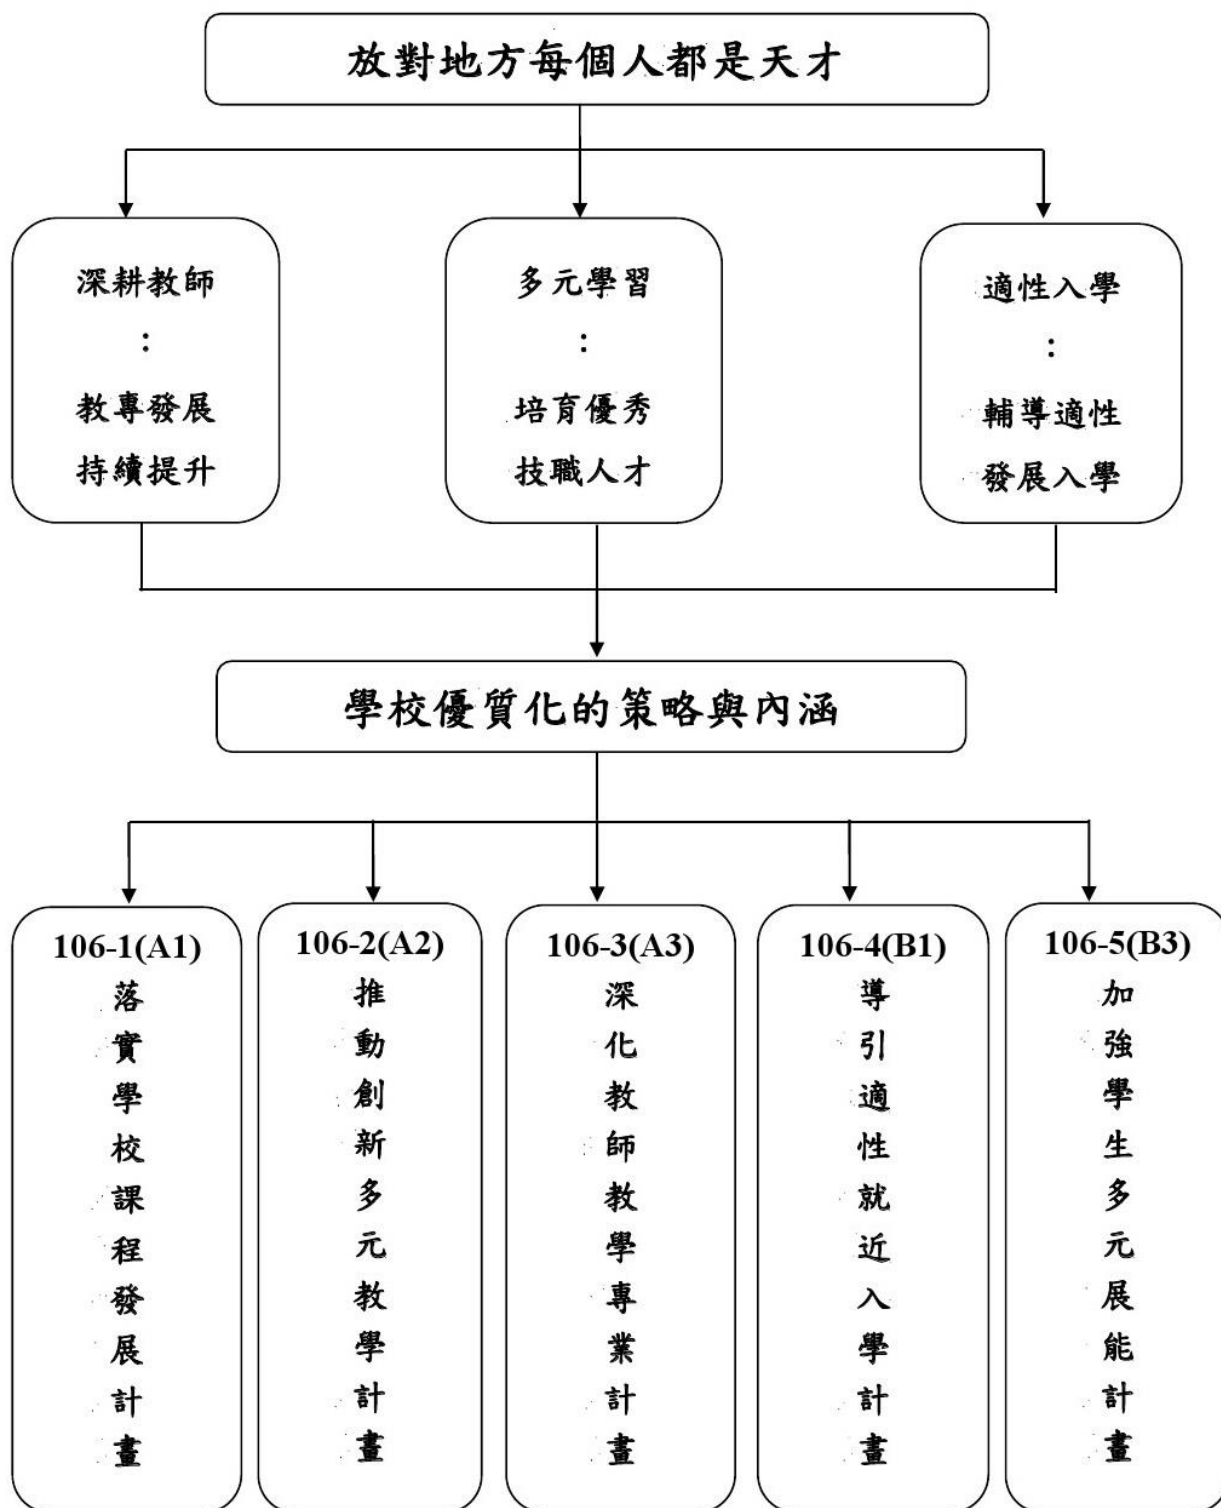 放對地方每個人都是天才
深耕教師
：
教專發展
持續提升
多元學習
：
培育優秀
技職人才
適性入學
：
輔導適性
發展入學
學校優質化的策略與內涵
106-1(A1)
落實學校課程發展計畫
106-2(A2)
推動創新多元教學計畫
106-3(A3)
深化教師教學專業計畫
106-4(B1)
導引適性就近入學計畫
106-5(B3)
加強學生多元展能計畫